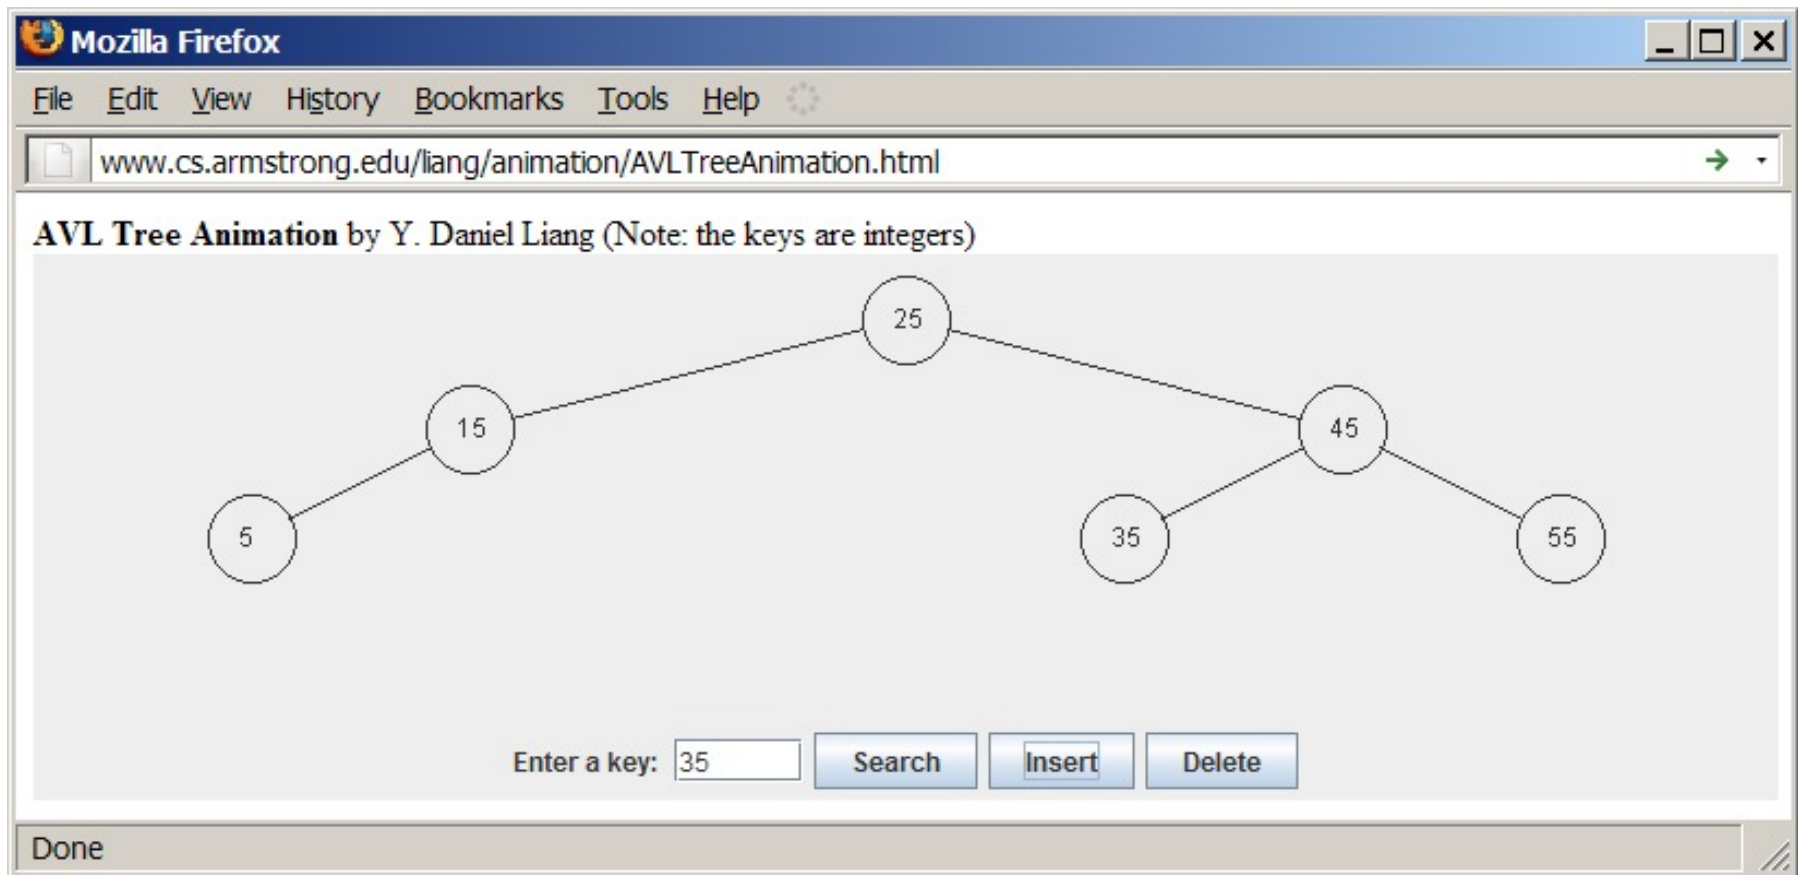 Mozilla Firefox
File Edit View History Bookmarks Tools Help
www.cs.armstrong.edu/liang/animation/AVLTreeAnimation.html
AVL Tree Animation by Y. Daniel Liang (Note: the keys are integers)
25
15 45
5 35 55
Enter a key: 35 Search Insert Delete
Done